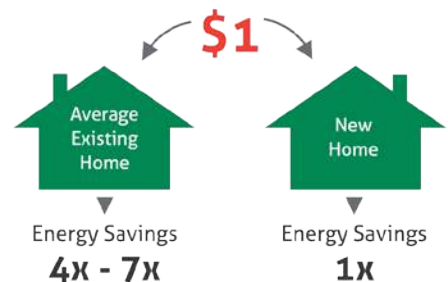 $1
Average
Existing
Home
New
Home
Energy Savings
4x - 7x
Energy Savings
1x